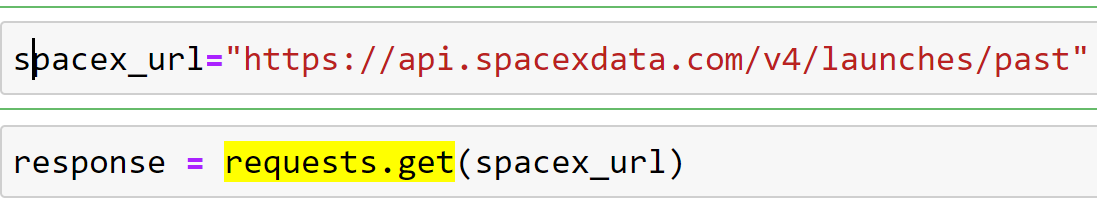 spacex_url="https://api.spacexdata.com/v4/launches/past"
response = requests.get(spacex_url)